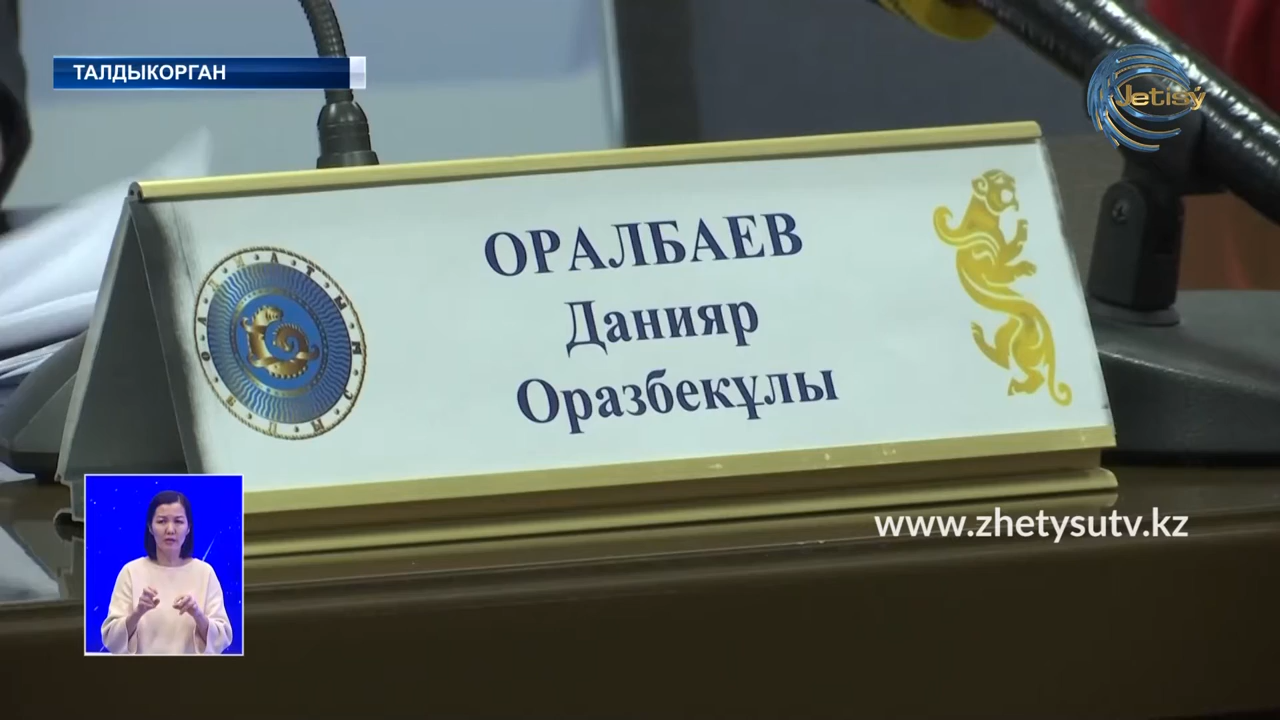 ТАЛДЫКОРГАН
Jetisý
ОРАЛБАЕВ
Данияр
Оразбекұлы
www.zhetysutv.kz